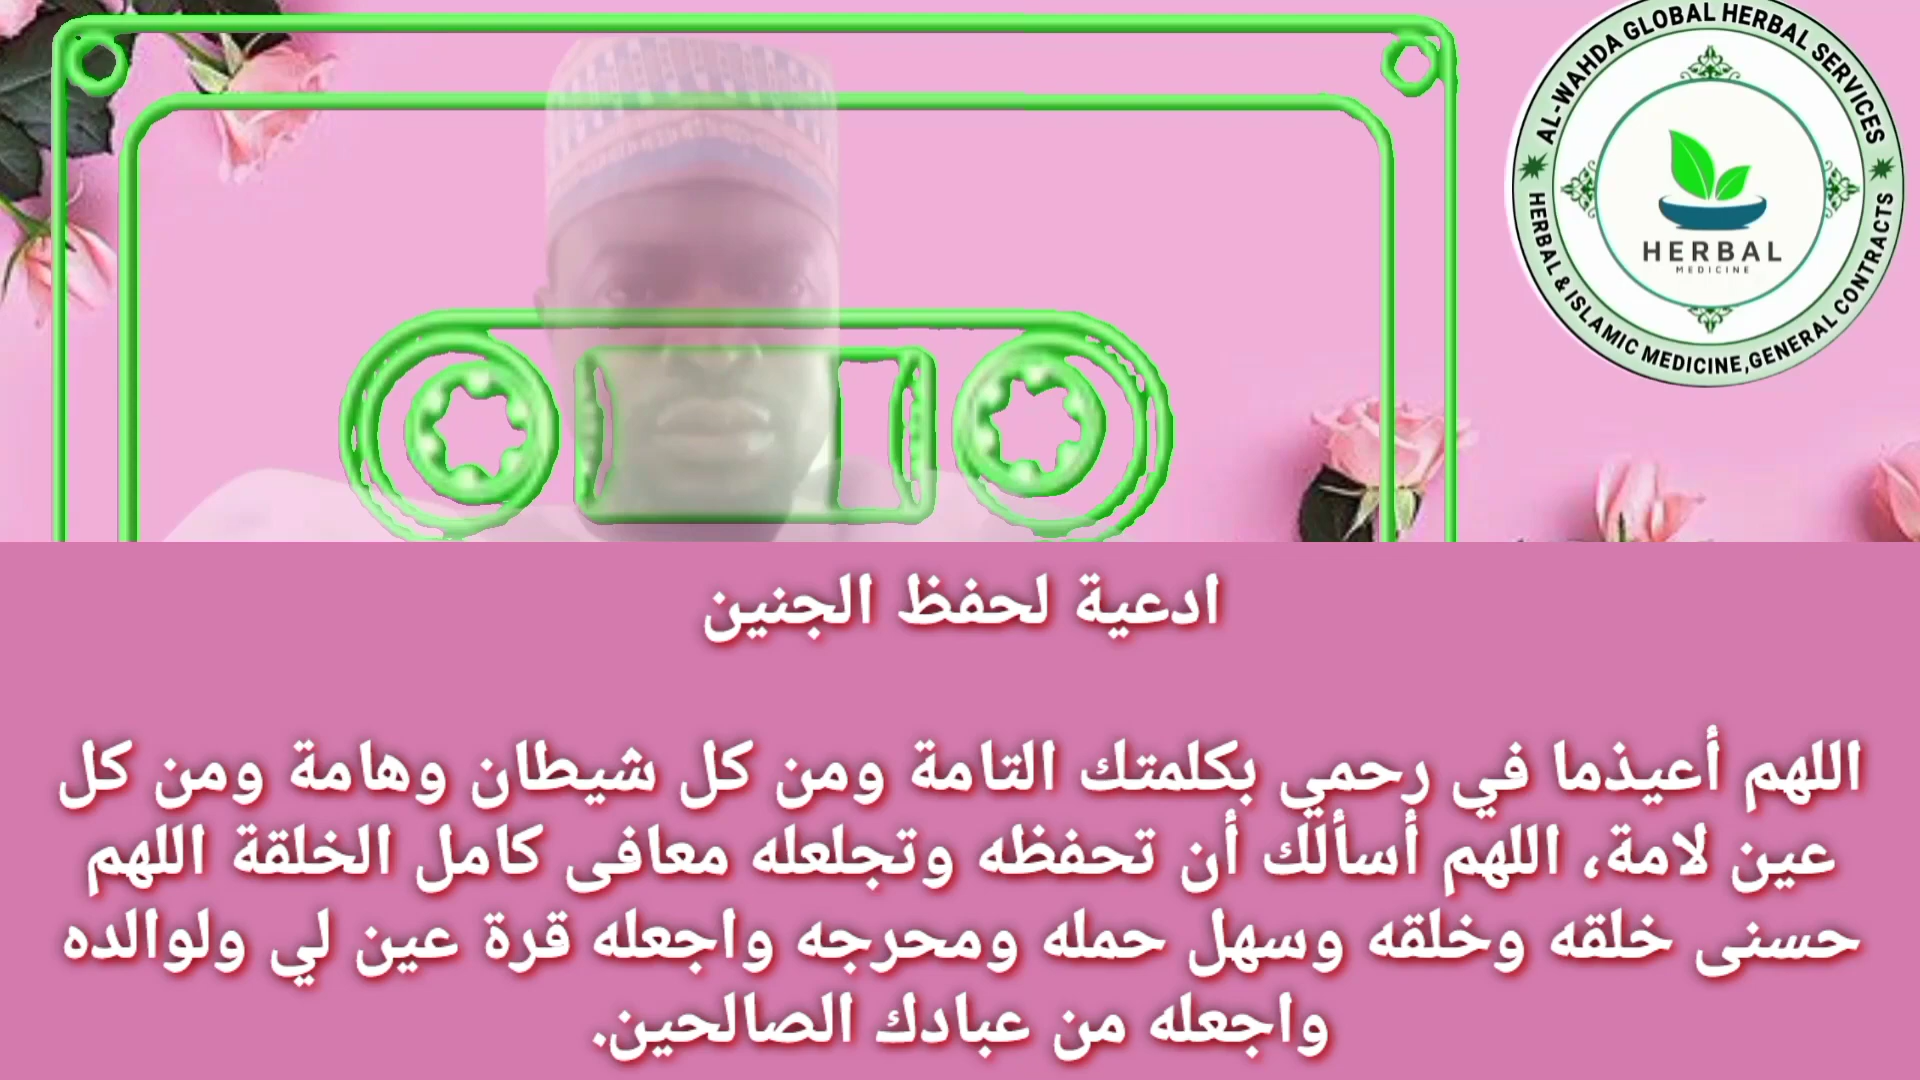 AL-WAHDA GLOBAL HERBAL SERVICES
HERBAL
MEDICINE
HERBAL & ISLAMIC MEDICINE,GENERAL CONTRACTS
ادعية لحفظ الجنين
اللهم أعيذما في رحمي بكلمتك التامة ومن كل شيطان وهامة ومن كل
عين لامة، اللهم أسألك أن تحفظه وتجلعله معافى كامل الخلقة اللهم
حسنى خلقه وخلقه وسهل حمله ومحرجه واجعله قرة عين لي ولوالده
واجعله من عبادك الصالحين.